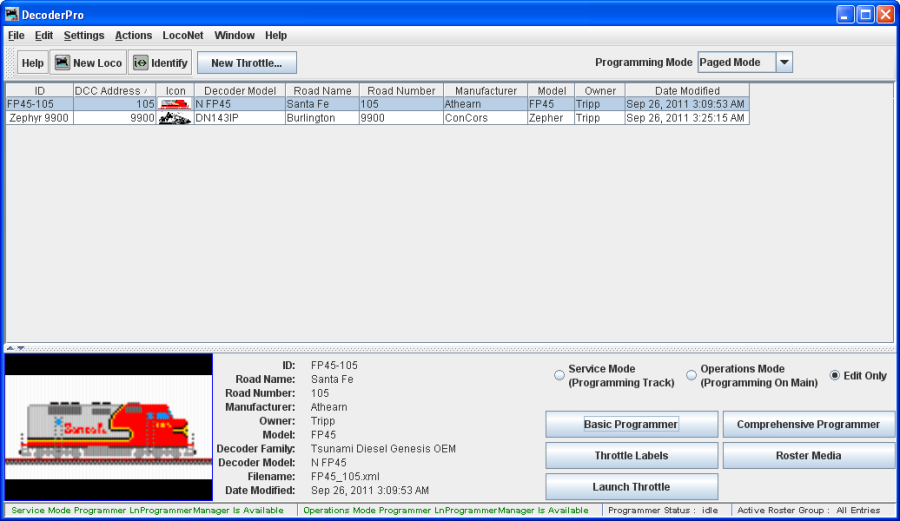 DecoderPro
File Edit Settings Actions LocoNet Window Help
Help New Loco Identify New Throttle... Programming Mode Paged Mode
ID DCC Address Icon Decoder Model Road Name Road Number Manufacturer Model Owner Date Modified
FP45-105 105 N FP45 Santa Fe 105 Athearn FP45 Tripp Sep 26, 2011 3:09:53 AM
Zephyr 9900 9900 DN143IP Burlington 9900 ConCors Zepher Tripp Sep 26, 2011 3:25:15 AM
Santa Fe
ID: FP45-105
Road Name: Santa Fe
Road Number: 105
Manufacturer: Athearn
Owner: Tripp
Model: FP45
Decoder Family: Tsunami Diesel Genesis OEM
Decoder Model: N FP45
Filename: FP45_105.xml
Date Modified: Sep 26, 2011 3:09:53 AM
Service Mode
(Programming Track)
Operations Mode
(Programming On Main)
Edit Only
Basic Programmer Comprehensive Programmer
Throttle Labels Roster Media
Launch Throttle
Service Mode Programmer LnProgrammerManager Is Available Operations Mode Programmer LnProgrammerManager Is Available Programmer Status : idle Active Roster Group : All Entries